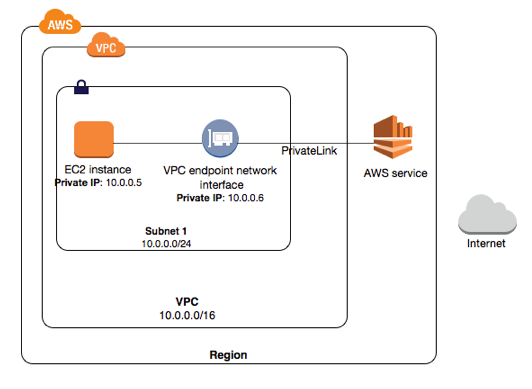 AWS
VPC
EC2 instance
Private IP: 10.0.0.5
VPC endpoint network
interface
Private IP: 10.0.0.6
PrivateLink
AWS service
Subnet 1
10.0.0.0/24
Internet
VPC
10.0.0.0/16
Region